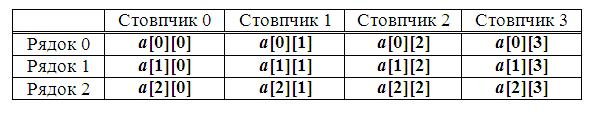 Стовпчик 0 Стовпчик 1 Стовпчик 2 Стовпчик 3
Рядок 0 a[0][0] a[0][1] a[0][2] a[0][3]
Рядок 1 a[1][0] a[1][1] a[1][2] a[1][3]
Рядок 2 a[2][0] a[2][1] a[2][2] a[2][3]